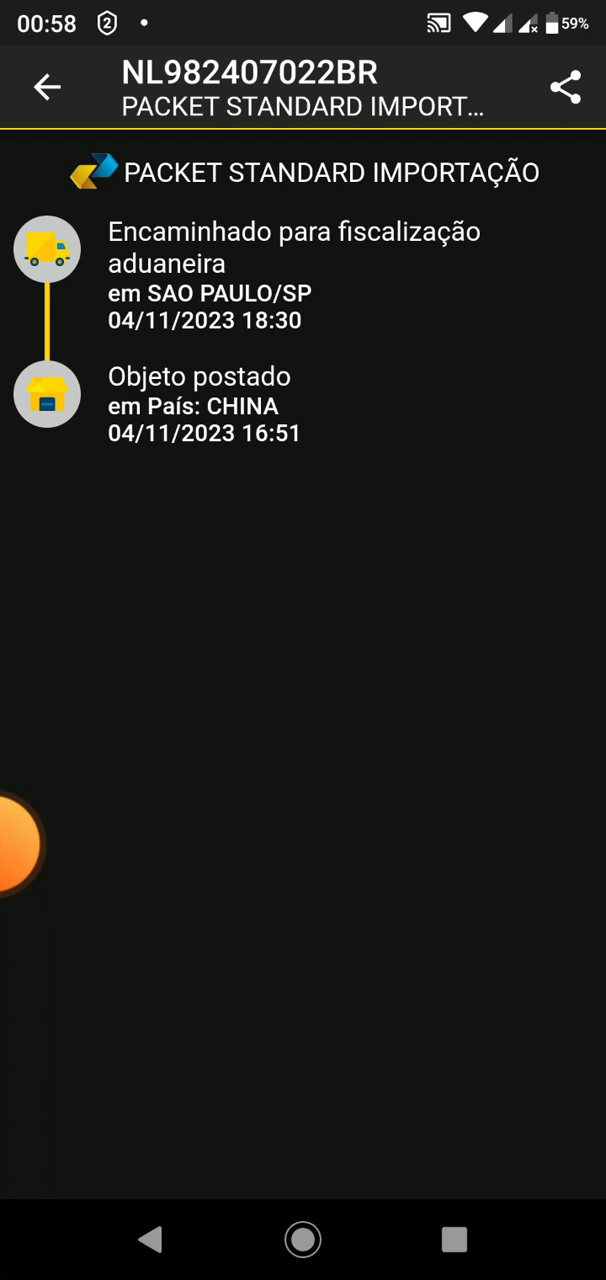 00:58 2 59%
NL982407022BR
PACKET STANDARD IMPORT...
PACKET STANDARD IMPORTAÇÃO
Encaminhado para fiscalização
aduaneira
em SAO PAULO/SP
04/11/2023 18:30
Objeto postado
em País: CHINA
04/11/2023 16:51